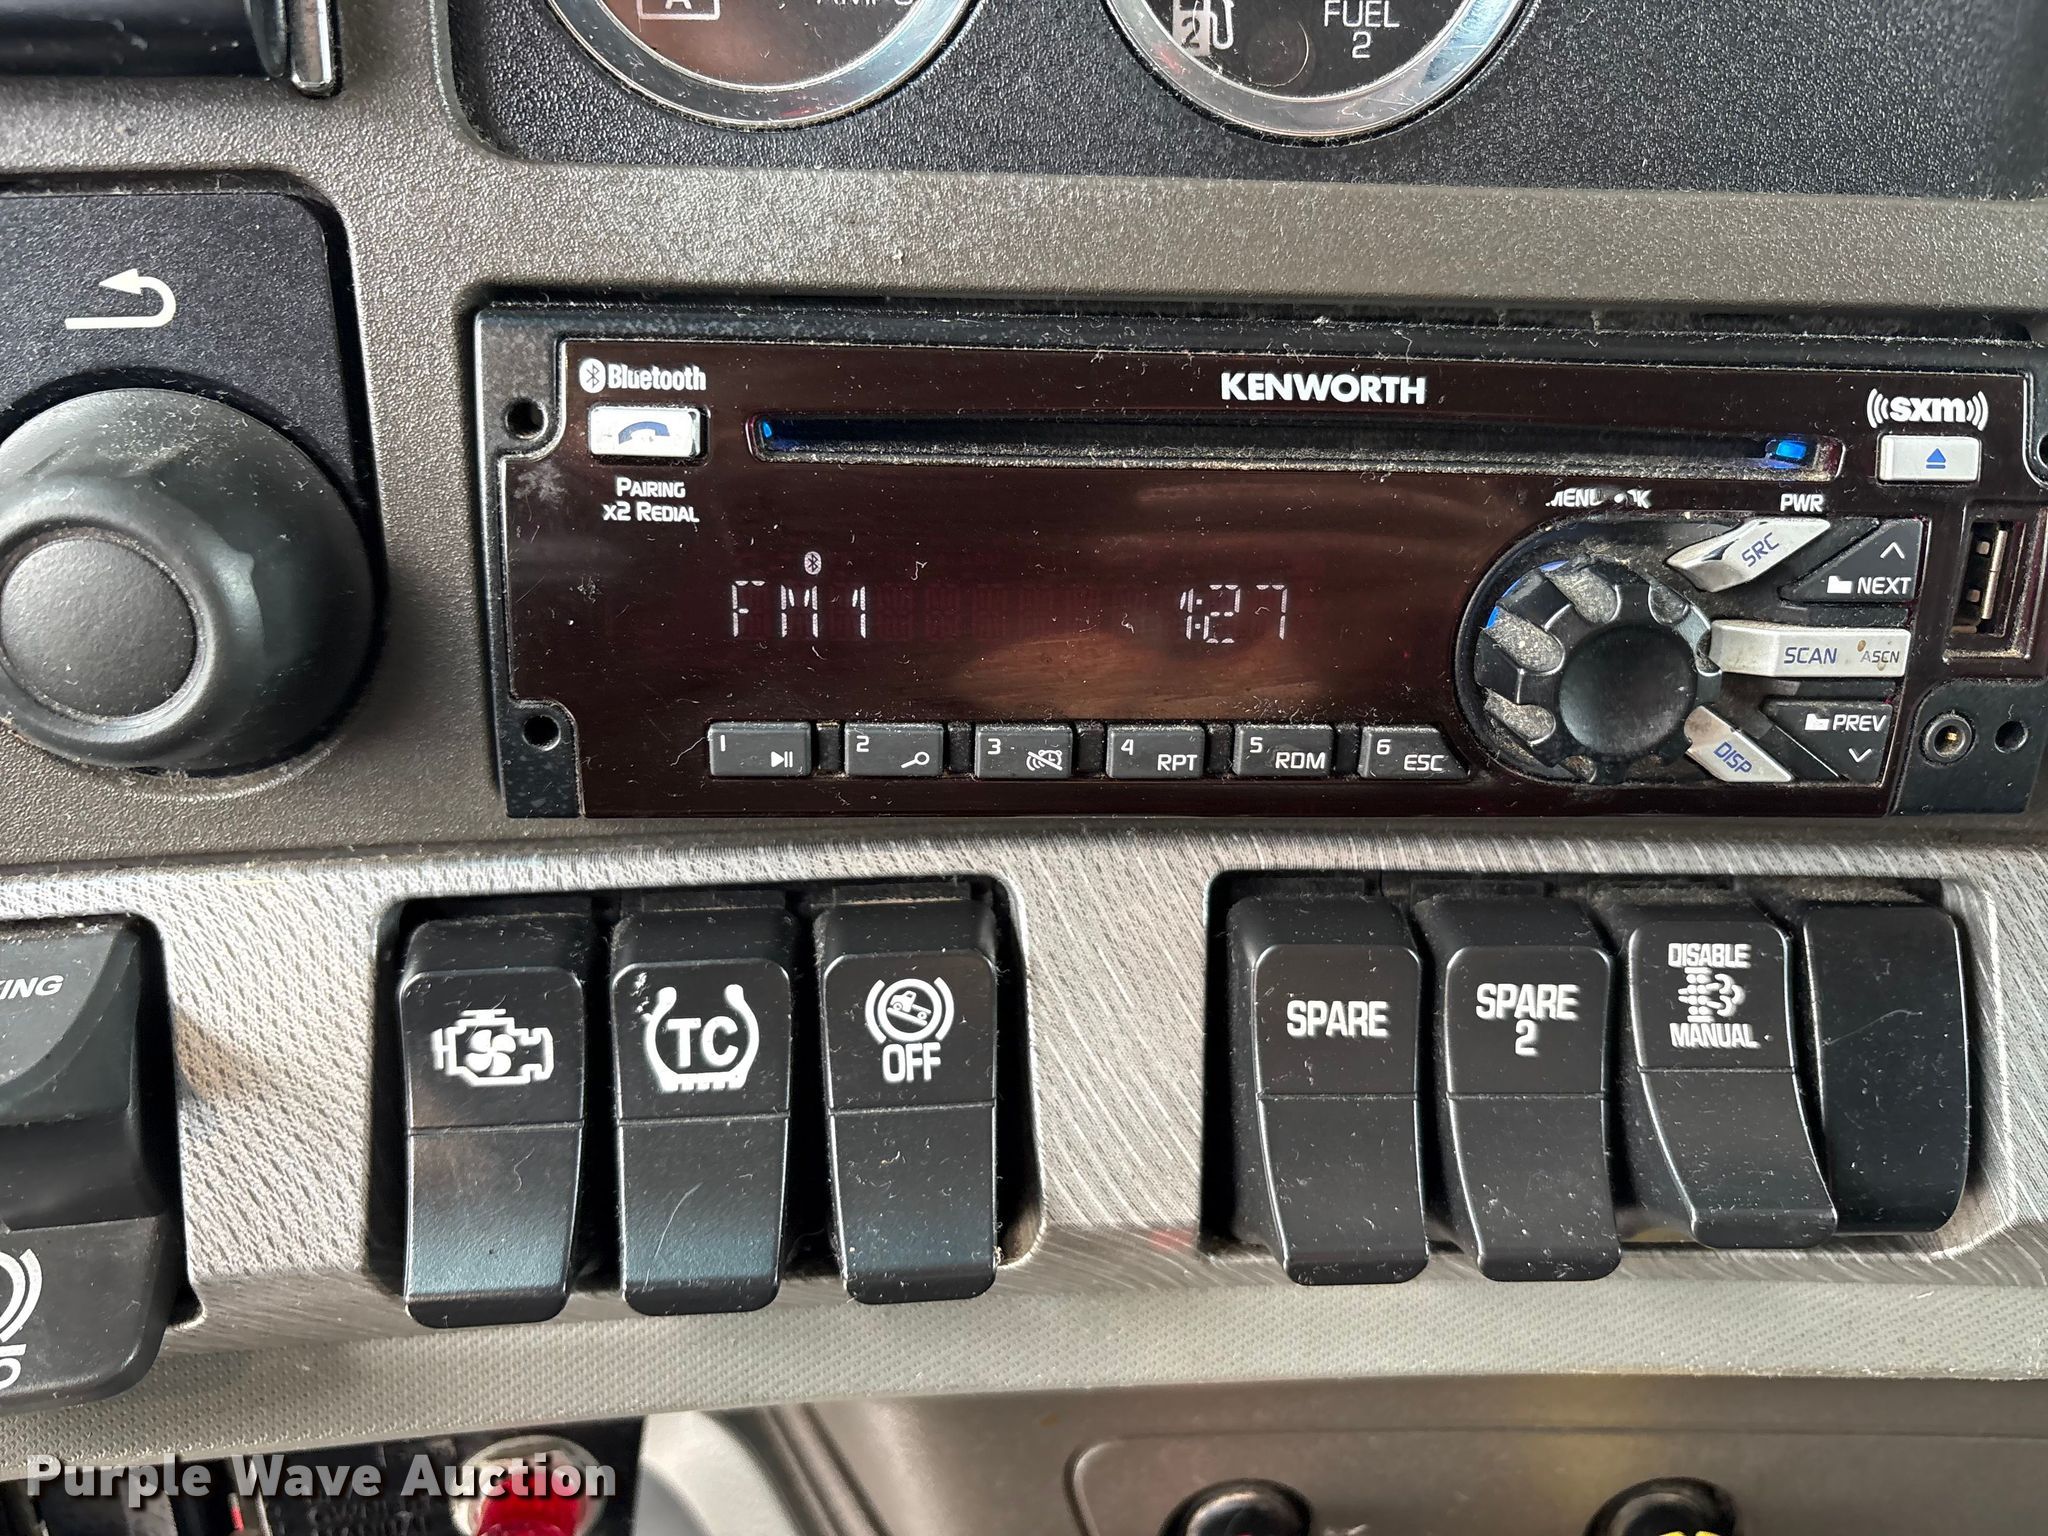 A
FUEL
2
2
Bluetooth
KENWORTH
sxm
PAIRING
x2 REDIAL
PWR
SRC
NEXT
FM1
1:27
SCAN
ASCN
PREV
DISP
1
2
3
4 RPT
5 RDM
6 ESC
TC
OFF
SPARE
SPARE
2
DISABLE
MANUAL
Purple Wave Auction